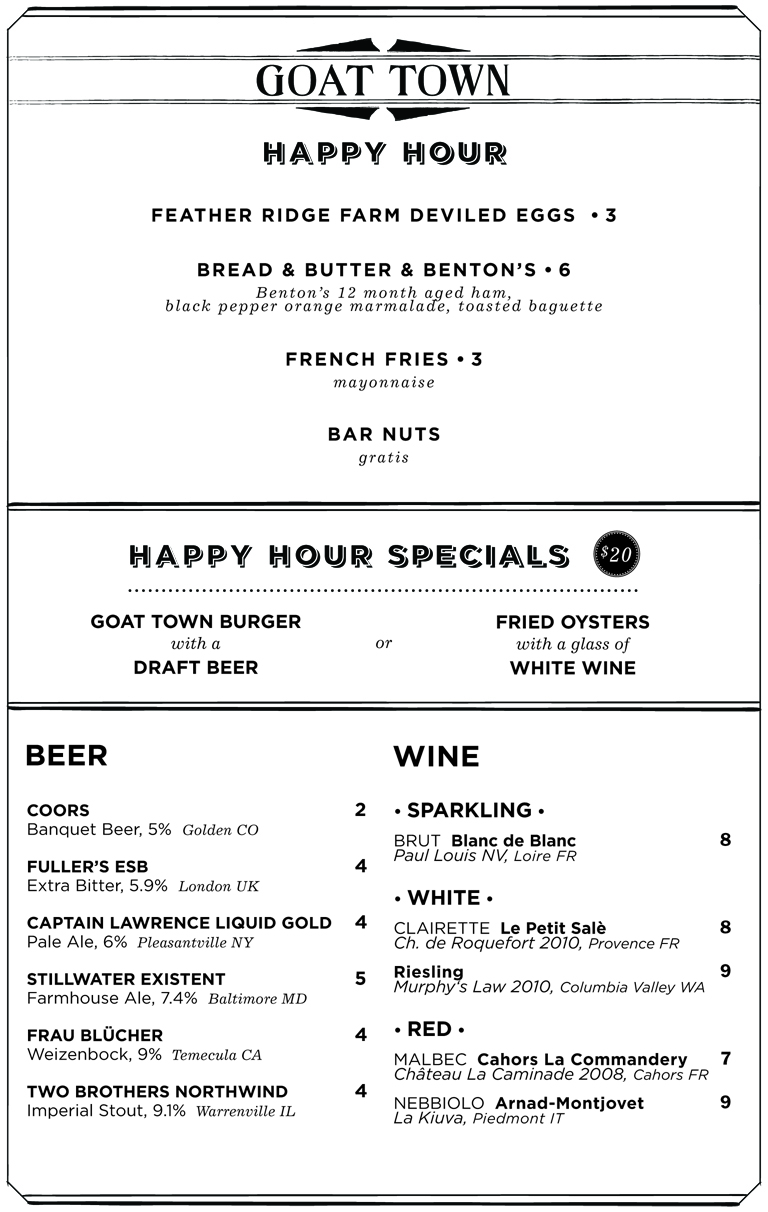 GOAT TOWN
HAPPY HOUR
FEATHER RIDGE FARM DEVILED EGGS • 3
BREAD & BUTTER & BENTON'S • 6
Benton's 12 month aged ham,
black pepper orange marmalade, toasted baguette
FRENCH FRIES • 3
mayonnaise
BAR NUTS
gratis
HAPPY HOUR SPECIALS $20
GOAT TOWN BURGER
with a
DRAFT BEER
or
FRIED OYSTERS
with a glass of
WHITE WINE
BEER
COORS 2
Banquet Beer, 5% Golden CO
FULLER'S ESB 4
Extra Bitter, 5.9% London UK
CAPTAIN LAWRENCE LIQUID GOLD 4
Pale Ale, 6% Pleasantville NY
STILLWATER EXISTENT 5
Farmhouse Ale, 7.4% Baltimore MD
FRAU BLÜCHER 4
Weizenbock, 9% Temecula CA
TWO BROTHERS NORTHWIND 4
Imperial Stout, 9.1% Warrenville IL
WINE
• SPARKLING •
BRUT Blanc de Blanc 8
Paul Louis NV, Loire FR
• WHITE •
CLAIRETTE Le Petit Salè 8
Ch. de Roquefort 2010, Provence FR
Riesling 9
Murphy's Law 2010, Columbia Valley WA
• RED •
MALBEC Cahors La Commandery 7
Château La Caminade 2008, Cahors FR
NEBBIOLO Arnad-Montjovet 9
La Kiuva, Piedmont IT